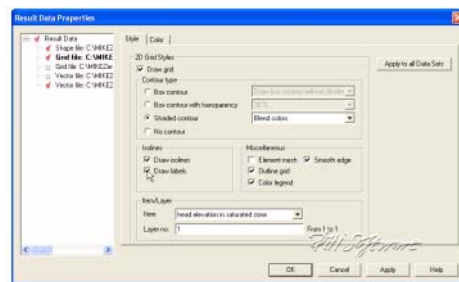 Result Data Properties
Result Data
Shape file: C:\MIKEZ
Grid file: C:\MIKE
Grid file: C:\MIKEZer
Vector file: C:\MIKEZ
Vector file: C:\MIKEZ
Style
Color
2D Grid Styles
Draw grid
Apply to all Data Sets
Contour type
Box contour
Box contour with transparency
Shaded contour
Blend colors
No contour
Isolines
Draw isolines
Draw labels
Miscellaneous
Element mesh
Smooth edge
Outline grid
Color legend
Item/Layer
Item
head elevation in saturated zone
Layer no.
1
From 1 to 1
OK
Cancel
Apply
Help